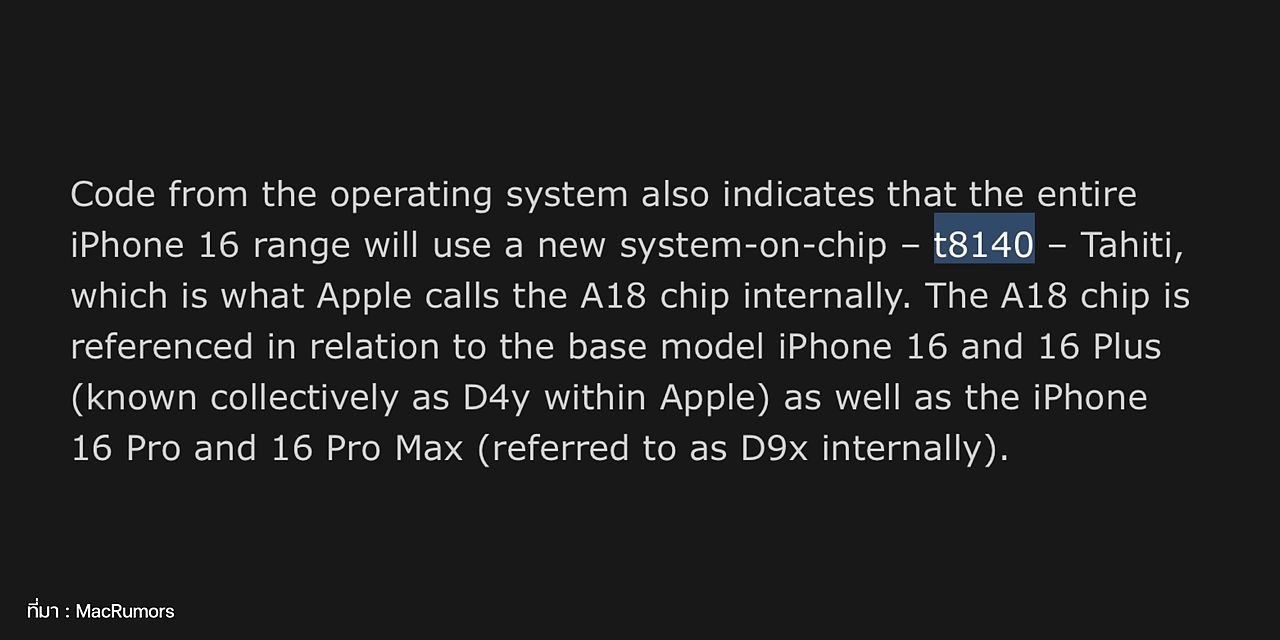 Code from the operating system also indicates that the entire
iPhone 16 range will use a new system-on-chip – t8140 – Tahiti,
which is what Apple calls the A18 chip internally. The A18 chip is
referenced in relation to the base model iPhone 16 and 16 Plus
(known collectively as D4y within Apple) as well as the iPhone
16 Pro and 16 Pro Max (referred to as D9x internally).
ที่มา : MacRumors